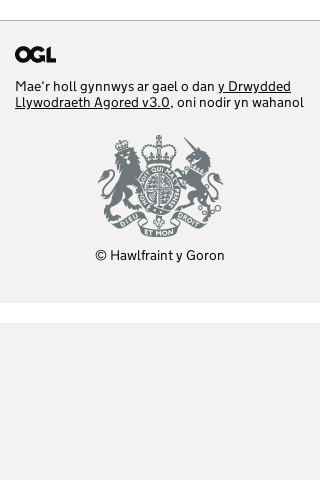 OGL
Mae'r holl gynnwys ar gael o dan y Drwydded
Llywodraeth Agored v3.0, oni nodir yn wahanol
HONI SOIT QUI MAL Y PENSE
DIEU ET MON DROIT
© Hawlfraint y Goron